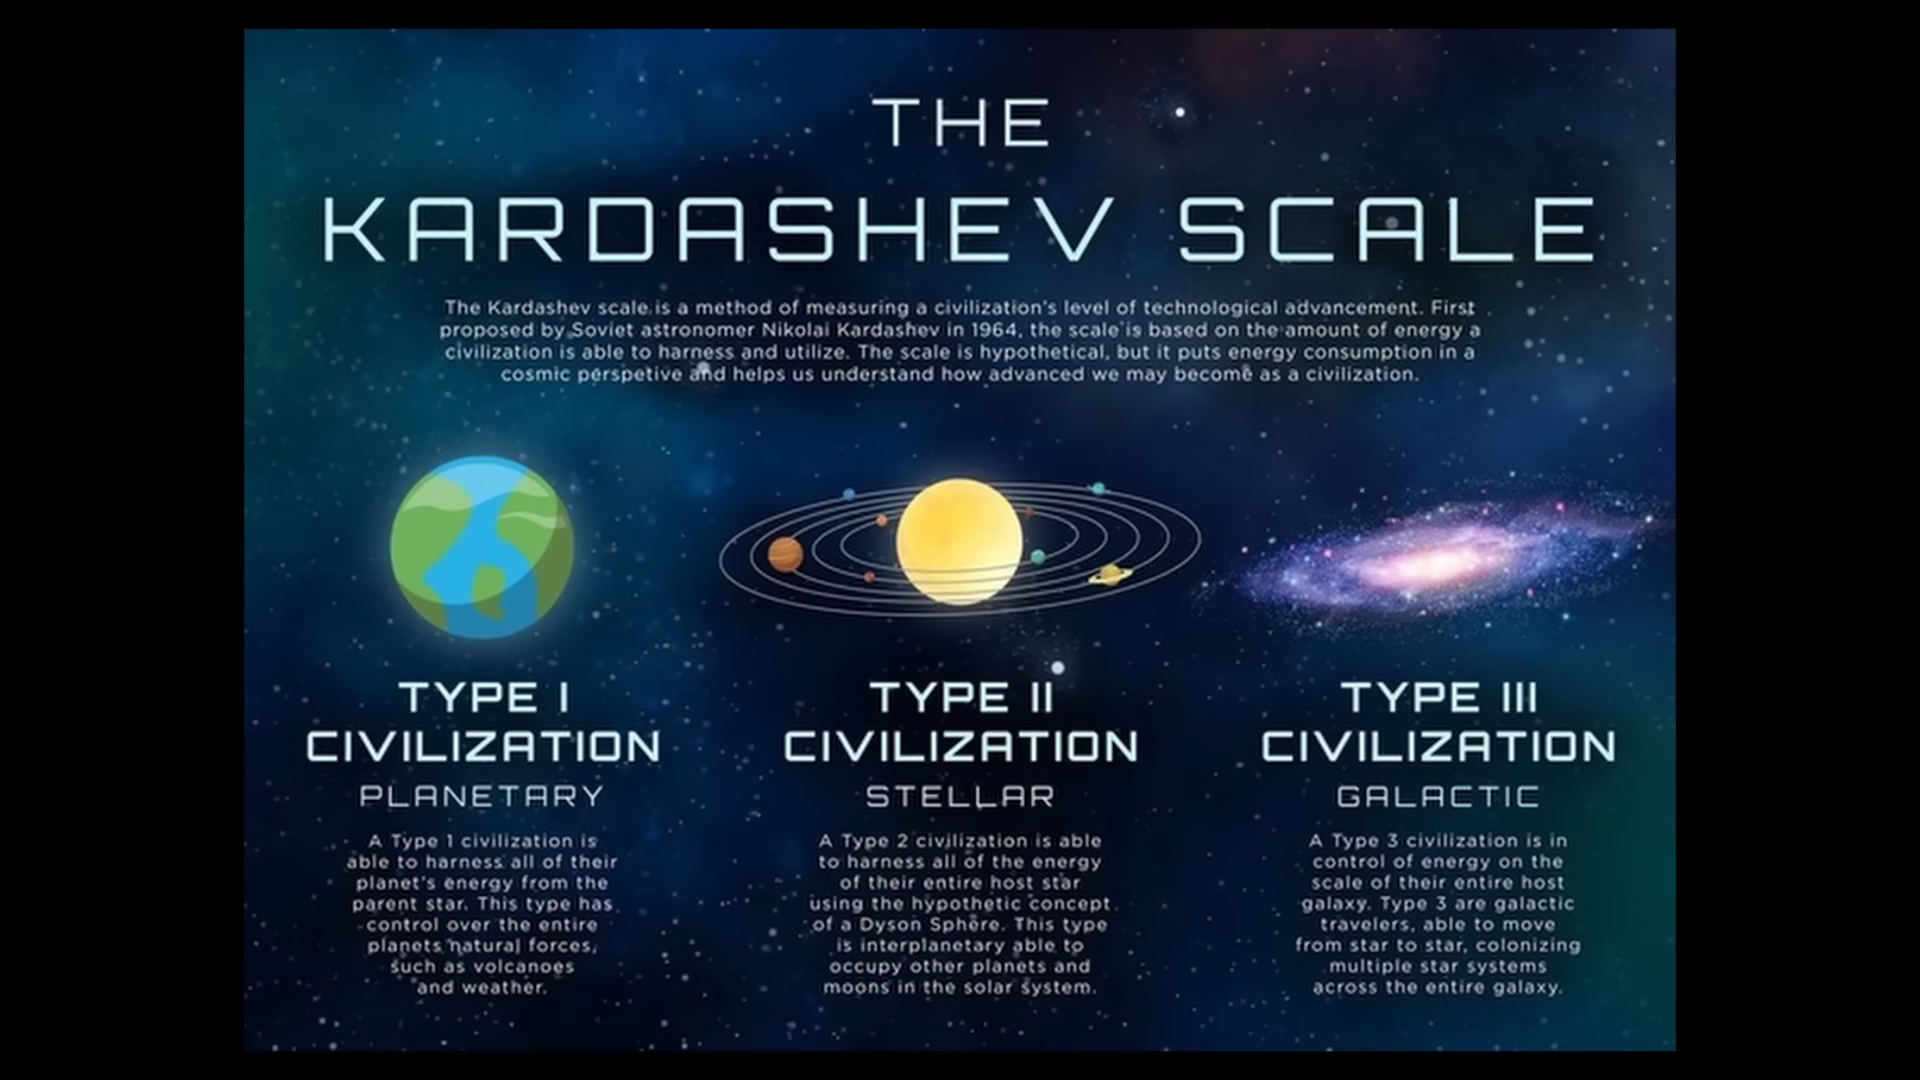 THE
KARDASHEV SCALE
The Kardashev scale is a method of measuring a civilization's level of technological advancement. First
proposed by Soviet astronomer Nikolai Kardashev in 1964, the scale is based on the amount of energy a
civilization is able to harness and utilize. The scale is hypothetical, but it puts energy consumption in a
cosmic perspetive and helps us understand how advanced we may become as a civilization.
TYPE I
CIVILIZATION
PLANETARY
A Type 1 civilization is
able to harness all of their
planet's energy from the
parent star. This type has
control over the entire
planets natural forces,
such as volcanoes
and weather.
TYPE II
CIVILIZATION
STELLAR
A Type 2 civilization is able
to harness all of the energy
of their entire host star
using the hypothetic concept
of a Dyson Sphere. This type
is interplanetary able to
occupy other planets and
moons in the solar system.
TYPE III
CIVILIZATION
GALACTIC
A Type 3 civilization is in
control of energy on the
scale of their entire host
galaxy. Type 3 are galactic
travelers, able to move
from star to star, colonizing
multiple star systems
across the entire galaxy.